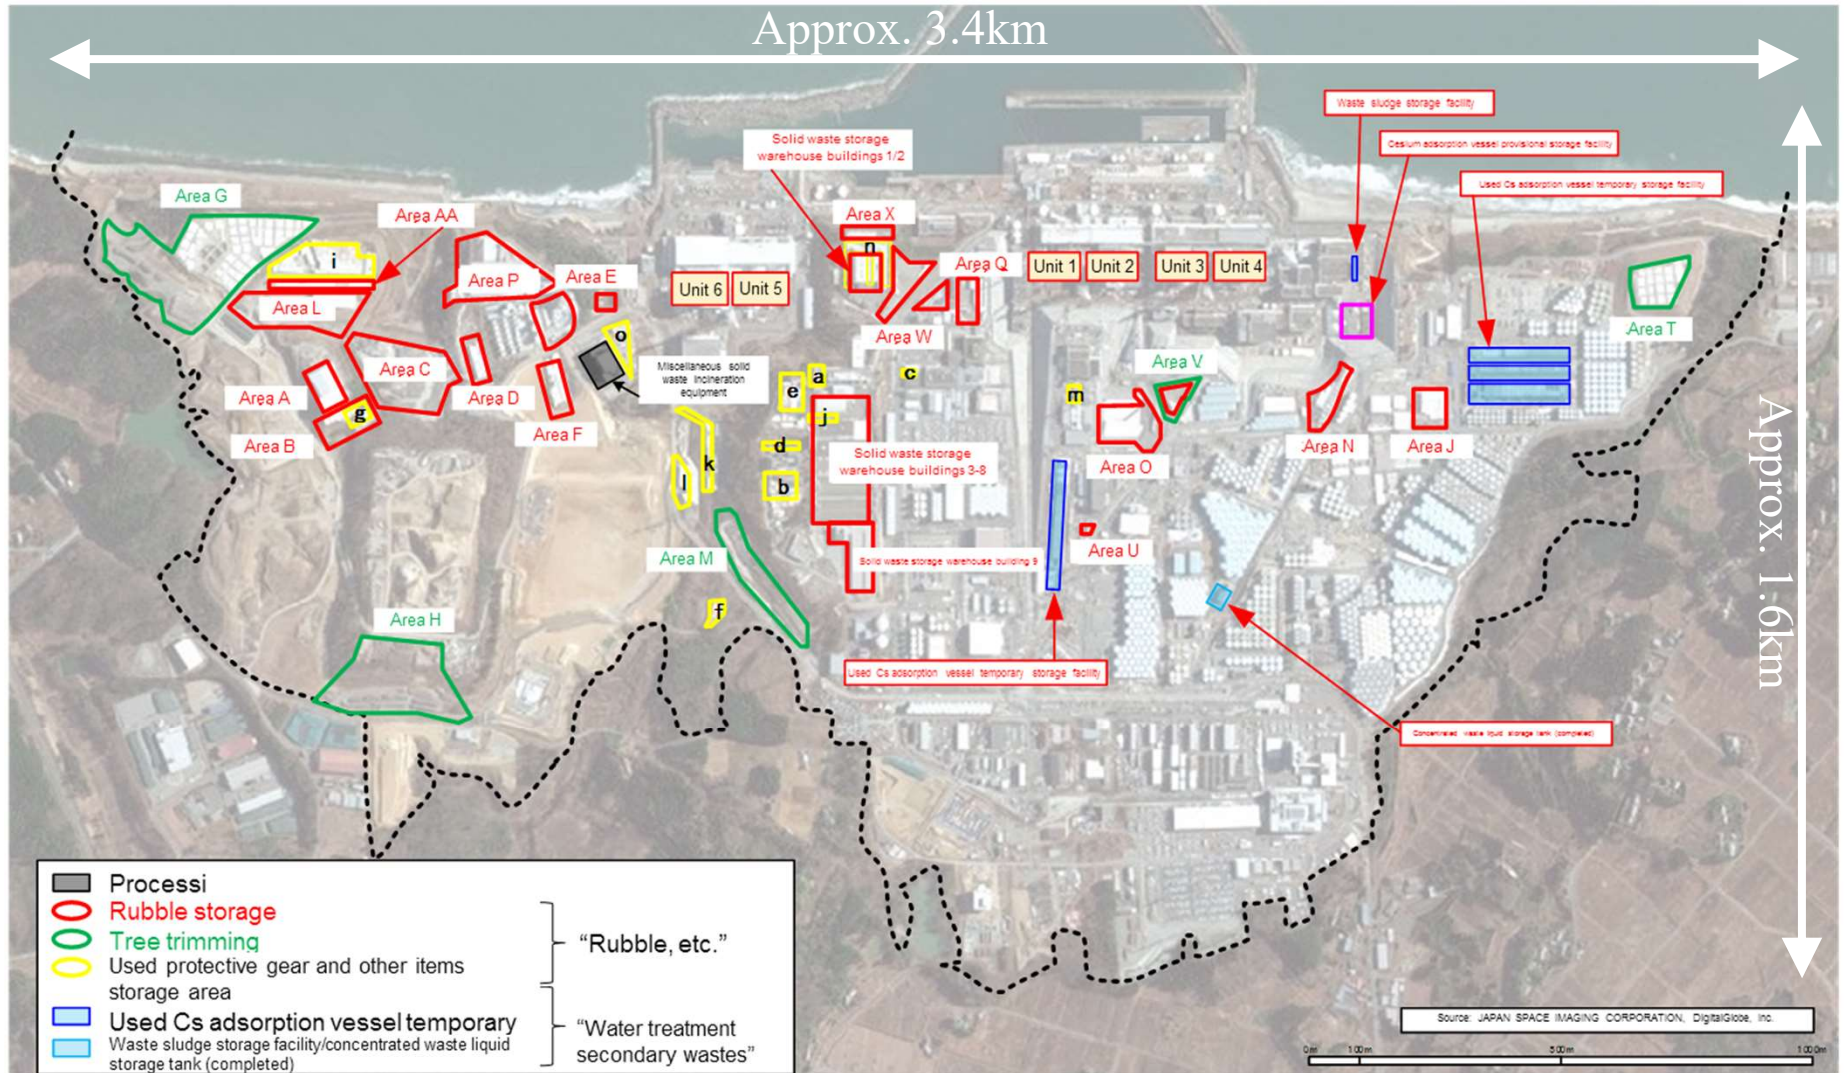 Approx. 3.4km
Waste sludge storage facility
Cesium adsorption vessel provisional storage facility
Solid waste storage
warehouse buildings 1/2
Used Cs adsorption vessel temporary storage facility
Area G
Area AA
Area X
n
i
Area P
Area E
Area Q
Unit 1
Unit 2
Unit 3
Unit 4
Unit 6
Unit 5
Area L
Area W
Area T
o
Area C
Miscellaneous solid
waste incineration
equipment
Area V
a
c
e
m
Area A
Area D
g
j
Area B
Area F
d
Solid waste storage
warehouse buildings 3-8
Area N
Area J
k
Area O
l
b
Area M
Solid waste storage warehouse building 9
Area U
f
Area H
Used Cs adsorption vessel temporary storage facility
Concentrated waste liquid storage tank (completed)
Approx. 1.6km
Processi
Rubble storage
Tree trimming
Used protective gear and other items
storage area
"Rubble, etc."
Used Cs adsorption vessel temporary
Waste sludge storage facility/concentrated waste liquid
storage tank (completed)
"Water treatment
secondary wastes"
Source: JAPAN SPACE IMAGING CORPORATION, DigitalGlobe, Inc.
0m 100m 500m 1000m